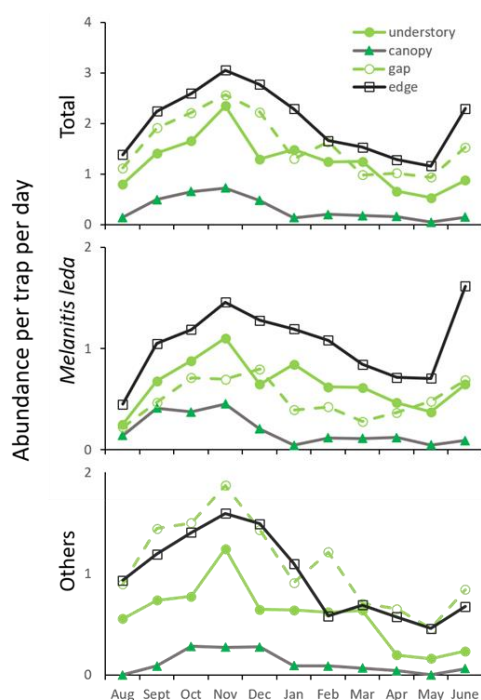 Abundance per trap per day
Total
4
3
2
1
0
understory
canopy
gap
edge
Melanitis leda
2
1
0
Others
2
1
0
Aug Sept Oct Nov Dec Jan Feb Mar Apr May June